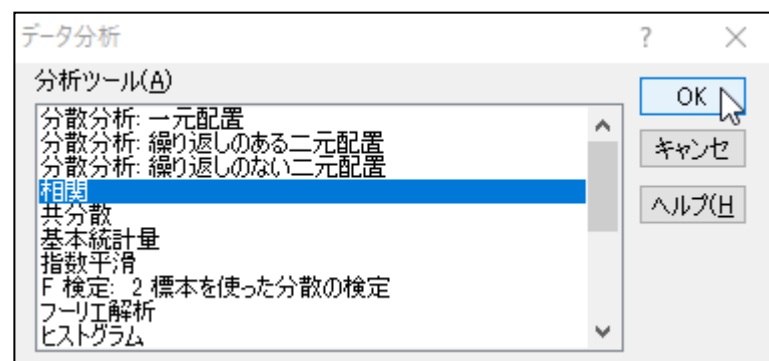 データ分析
?
分析ツール(A)
OK
分散分析: 一元配置
分散分析: 繰り返しのある二元配置
キャンセ
分散分析: 繰り返しのない二元配置
相関
ヘルプ(H
共分散
基本統計量
指数平滑
F 検定: 2 標本を使った分散の検定
フーリエ解析
ヒストグラム